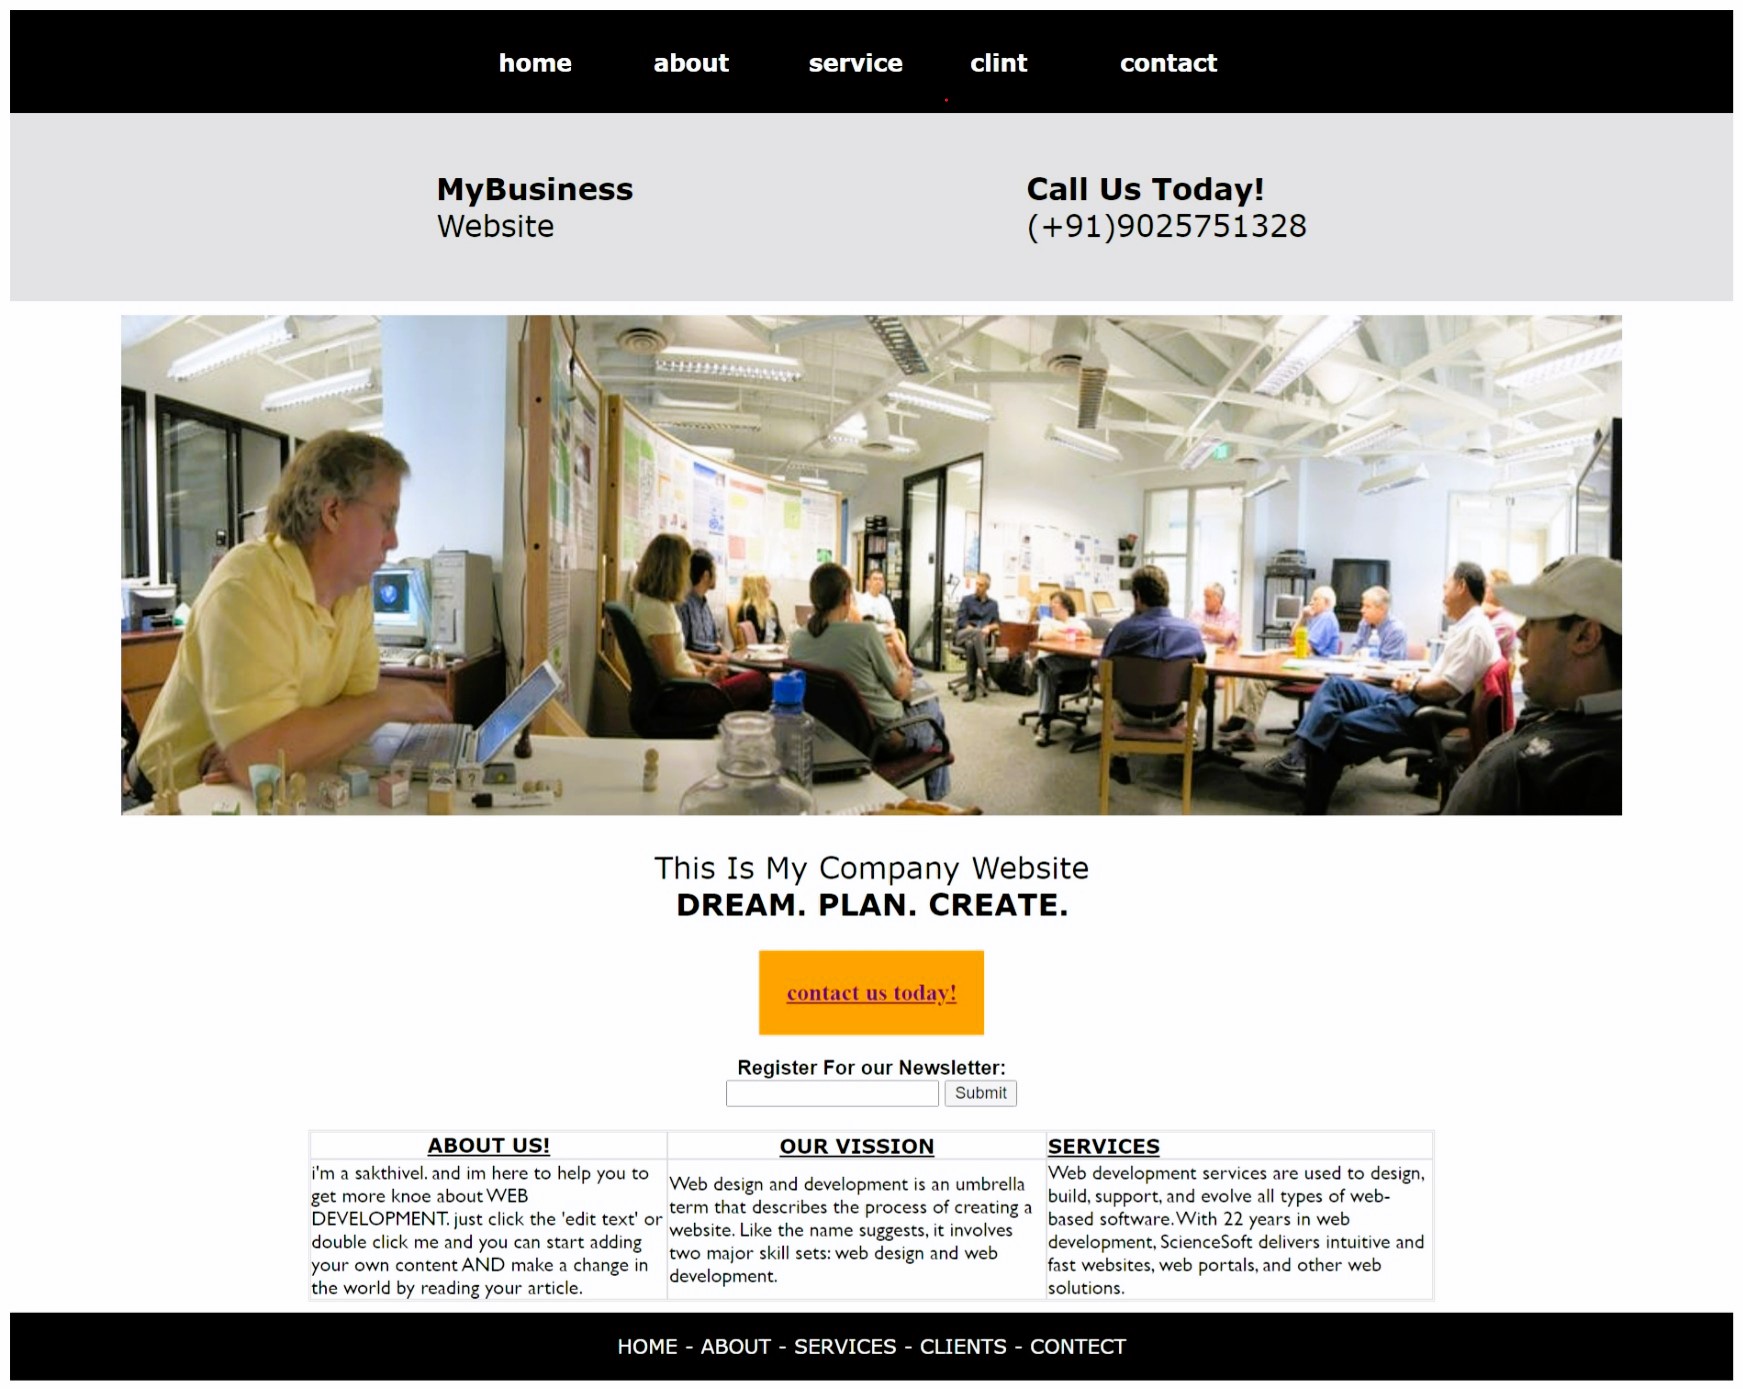 home about service clint contact
MyBusiness
Website
Call Us Today!
(+91)9025751328
This Is My Company Website
DREAM. PLAN. CREATE.
contact us today!
Register For our Newsletter:
Submit
ABOUT US!
i'm a sakthivel. and im here to help you to
get more knoe about WEB
DEVELOPMENT. just click the 'edit text' or
double click me and you can start adding
your own content AND make a change in
the world by reading your article.
OUR VISSION
Web design and development is an umbrella
term that describes the process of creating a
website. Like the name suggests, it involves
two major skill sets: web design and web
development.
SERVICES
Web development services are used to design,
build, support, and evolve all types of web-
based software. With 22 years in web
development, ScienceSoft delivers intuitive and
fast websites, web portals, and other web
solutions.
HOME - ABOUT - SERVICES - CLIENTS - CONTECT